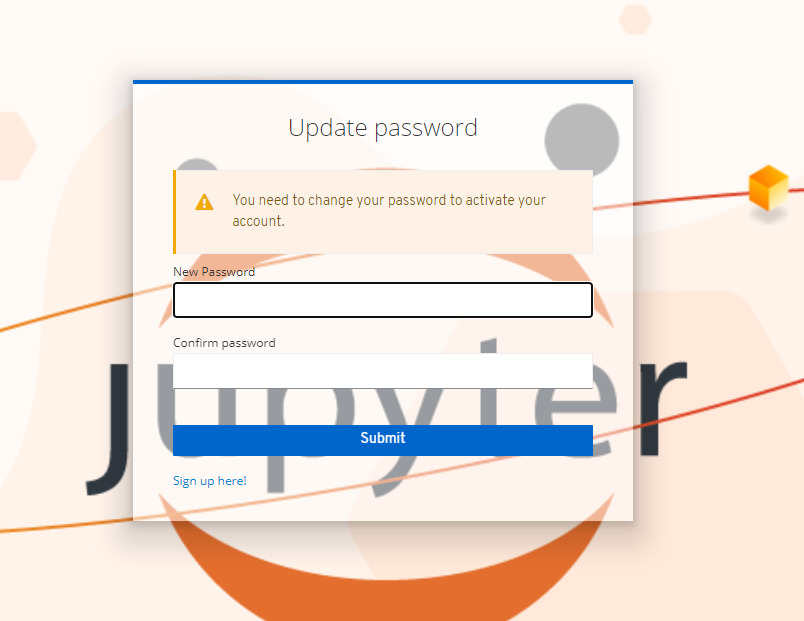 Update password
You need to change your password to activate your
account.
New Password
Confirm password
jupyter
Submit
Sign up here!